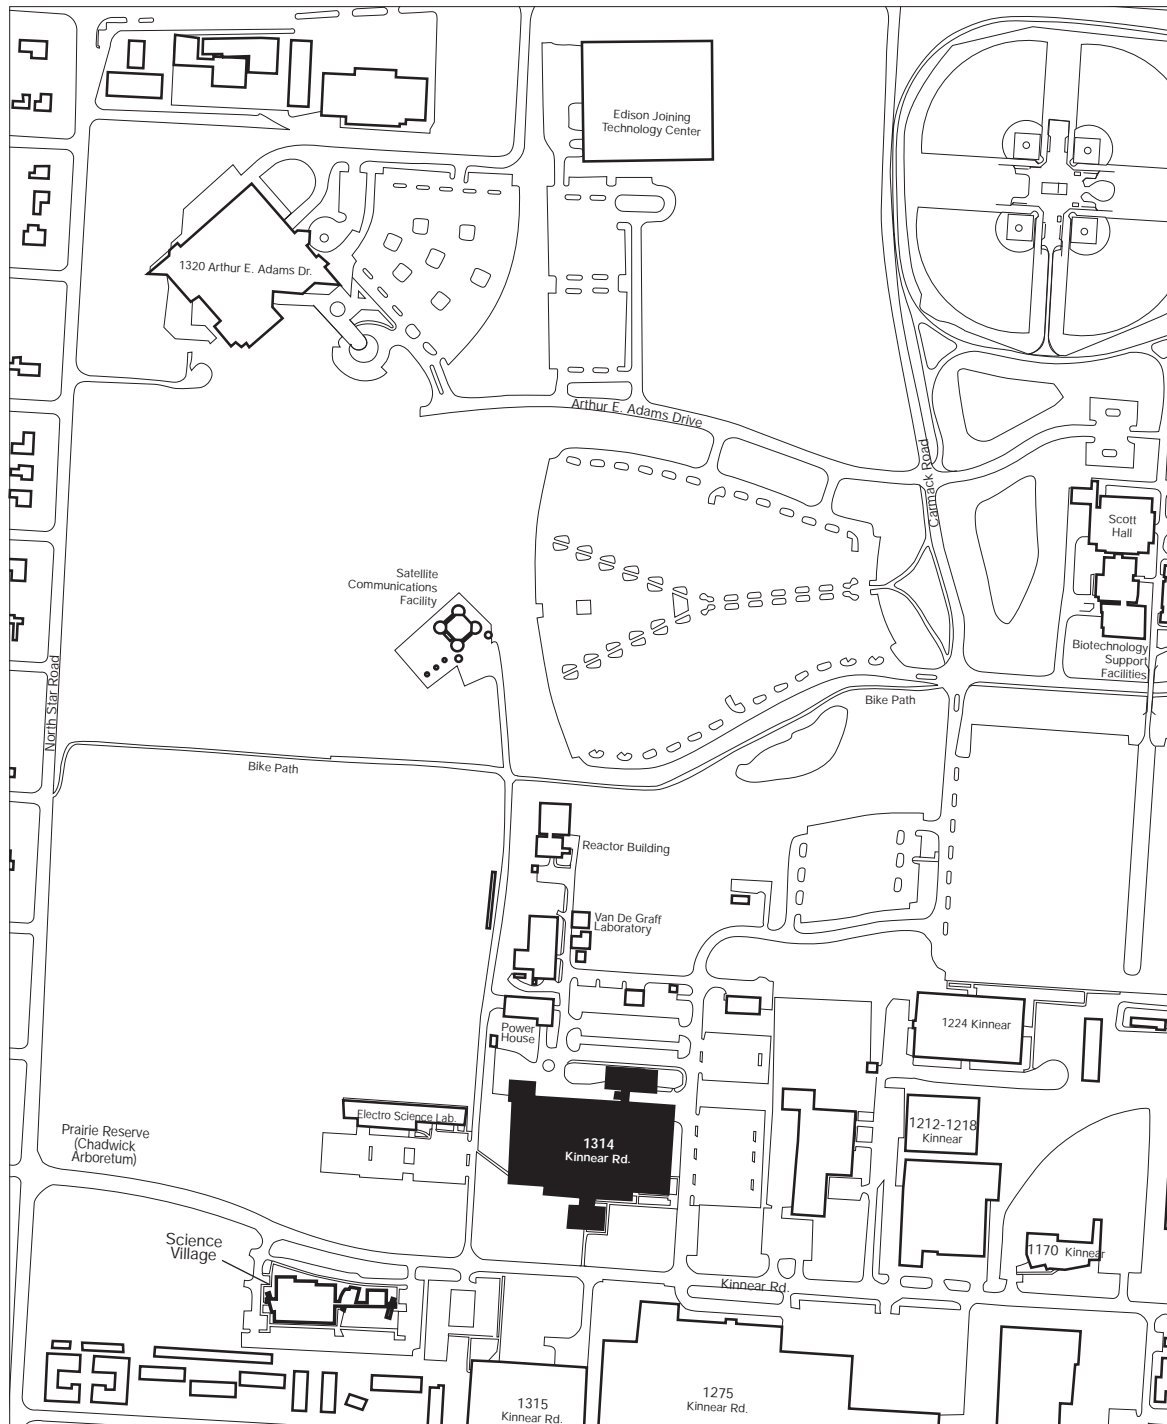 Edison Joining
Technology Center
1320 Arthur E. Adams Dr.
Arthur E. Adams Drive
Carmack Road
Scott
Hall
Satellite
Communications
Facility
Biotechnology
Support
Facilities
North Star Road
Bike Path
Bike Path
Reactor Building
Van De Graff
Laboratory
Power
House
1224 Kinnear
Electro Science Lab.
1212-1218
Kinnear
Prairie Reserve
(Chadwick
Arboretum)
1314
Kinnear Rd.
Science
Village
1170 Kinnear
Kinnear Rd.
1315
Kinnear Rd.
1275
Kinnear Rd.